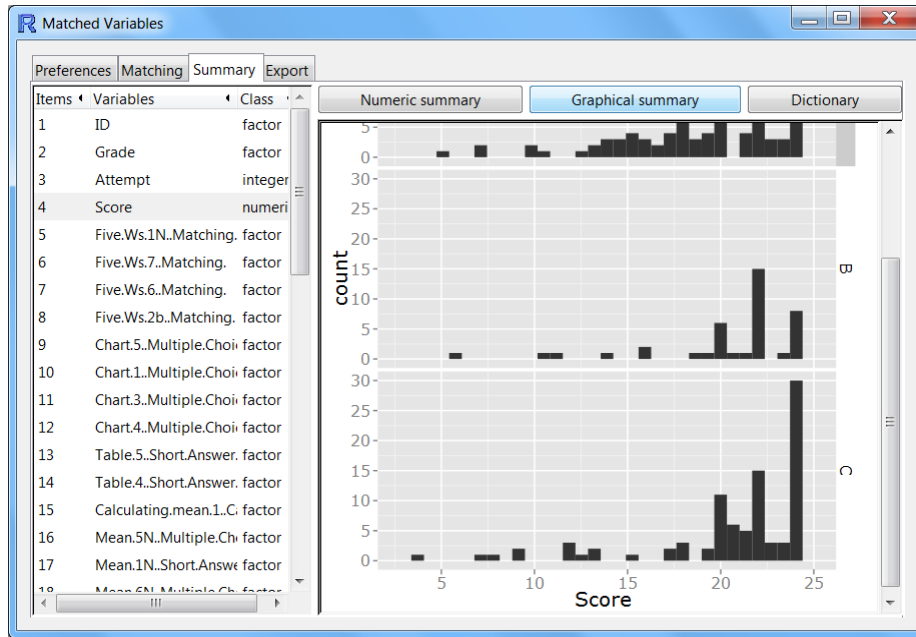 Matched Variables
Preferences Matching Summary Export
Items Variables Class
1 ID factor
2 Grade factor
3 Attempt integer
4 Score numeri
5 Five.Ws.1N..Matching. factor
6 Five.Ws.7..Matching. factor
7 Five.Ws.6..Matching. factor
8 Five.Ws.2b..Matching. factor
9 Chart.5..Multiple.Choi factor
10 Chart.1..Multiple.Choi factor
11 Chart.3..Multiple.Choi factor
12 Chart.4..Multiple.Choi factor
13 Table.5..Short.Answer. factor
14 Table.4..Short.Answer. factor
15 Calculating.mean.1..C factor
16 Mean.5N..Multiple.Ch factor
17 Mean.1N..Short.Answe factor
18 Mean.6N Multiple Ch factor
Numeric summary Graphical summary Dictionary
5
0
30
25
20
15
10
5
0
B
30
25
20
15
10
5
0
C
count
5 10 15 20 25
Score